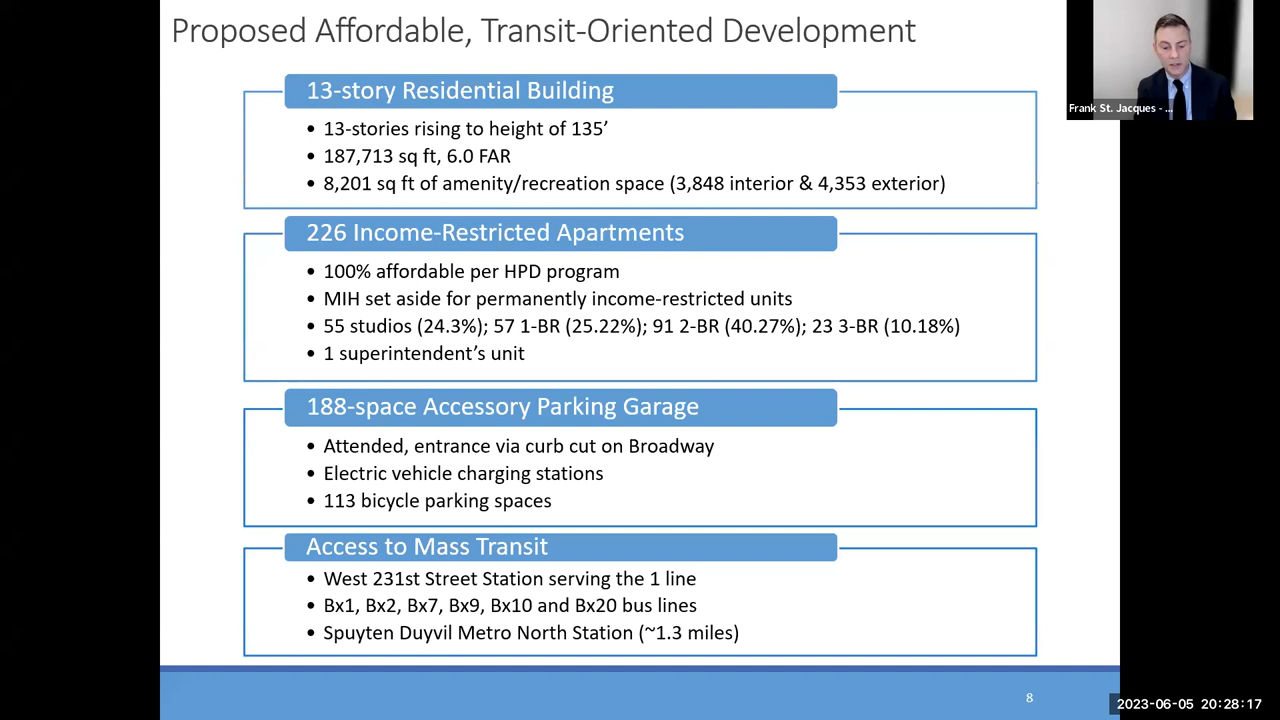 Proposed Affordable, Transit-Oriented Development
13-story Residential Building
• 13-stories rising to height of 135’
• 187,713 sq ft, 6.0 FAR
• 8,201 sq ft of amenity/recreation space (3,848 interior & 4,353 exterior)
226 Income-Restricted Apartments
• 100% affordable per HPD program
• MIH set aside for permanently income-restricted units
• 55 studios (24.3%); 57 1-BR (25.22%); 91 2-BR (40.27%); 23 3-BR (10.18%)
• 1 superintendent’s unit
188-space Accessory Parking Garage
• Attended, entrance via curb cut on Broadway
• Electric vehicle charging stations
• 113 bicycle parking spaces
Access to Mass Transit
• West 231st Street Station serving the 1 line
• Bx1, Bx2, Bx7, Bx9, Bx10 and Bx20 bus lines
• Spuyten Duyvil Metro North Station (~1.3 miles)
8
Frank St. Jacques - ...
2023-06-05 20:28:17